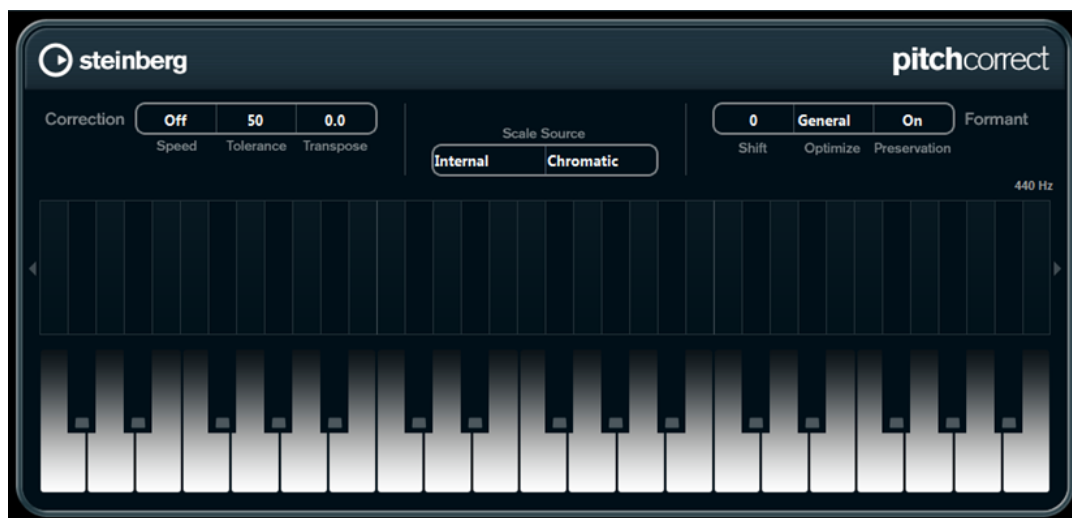 steinberg
pitchcorrect
Correction
Off 50 0.0
Speed Tolerance Transpose
Scale Source
Internal Chromatic
0 General On
Formant
Shift Optimize Preservation
440 Hz